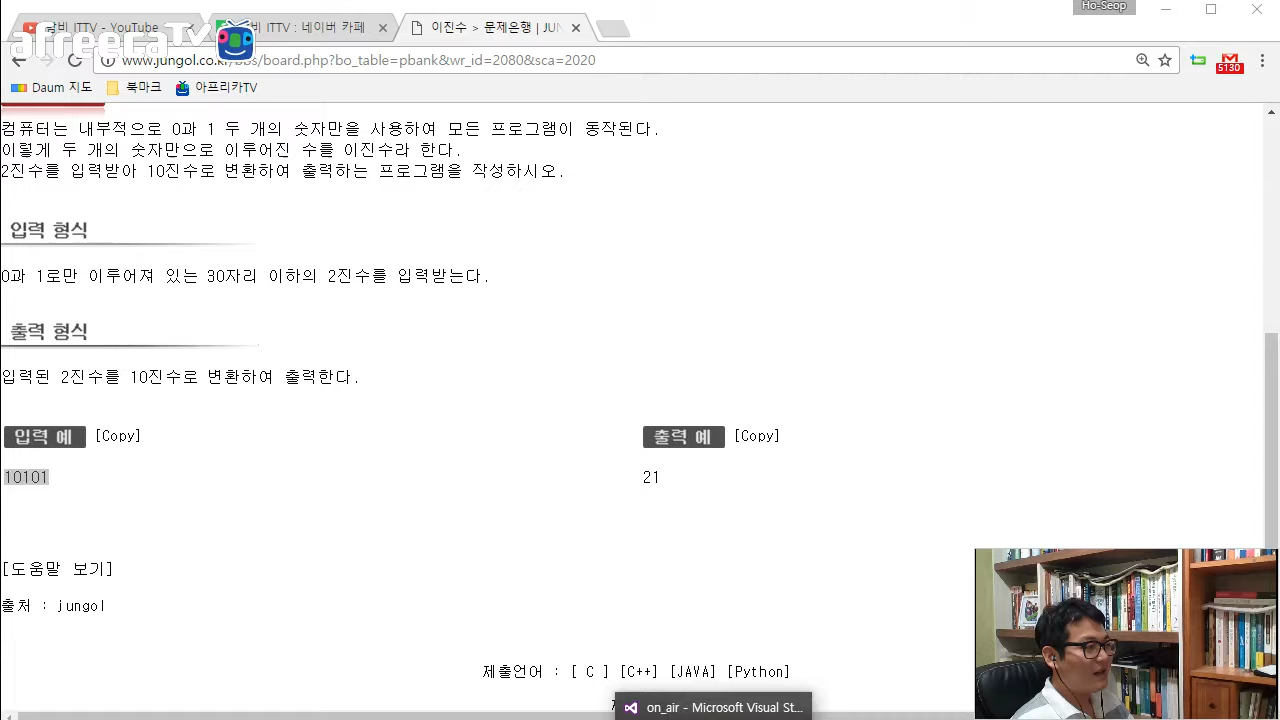 Ho-Seop
ITTV - YouTube
ITTV : 네이버 카페
이진수 > 문제은행 | JUN
afreecaTV
www.jungol.co.kr/bbs/board.php?bo_table=pbank&wr_id=2080&sca=2020
5130
Daum 지도
북마크
아프리카TV
컴퓨터는 내부적으로 0과 1 두 개의 숫자만을 사용하여 모든 프로그램이 동작된다.
이렇게 두 개의 숫자만으로 이루어진 수를 이진수라 한다.
2진수를 입력받아 10진수로 변환하여 출력하는 프로그램을 작성하시오.
입력 형식
0과 1로만 이루어져 있는 30자리 이하의 2진수를 입력받는다.
출력 형식
입력된 2진수를 10진수로 변환하여 출력한다.
입력 예 [Copy]
출력 예 [Copy]
10101
21
[도움말 보기]
출처 : jungol
제출언어 : [ C ] [C++] [JAVA] [Python]
on_air - Microsoft Visual St...